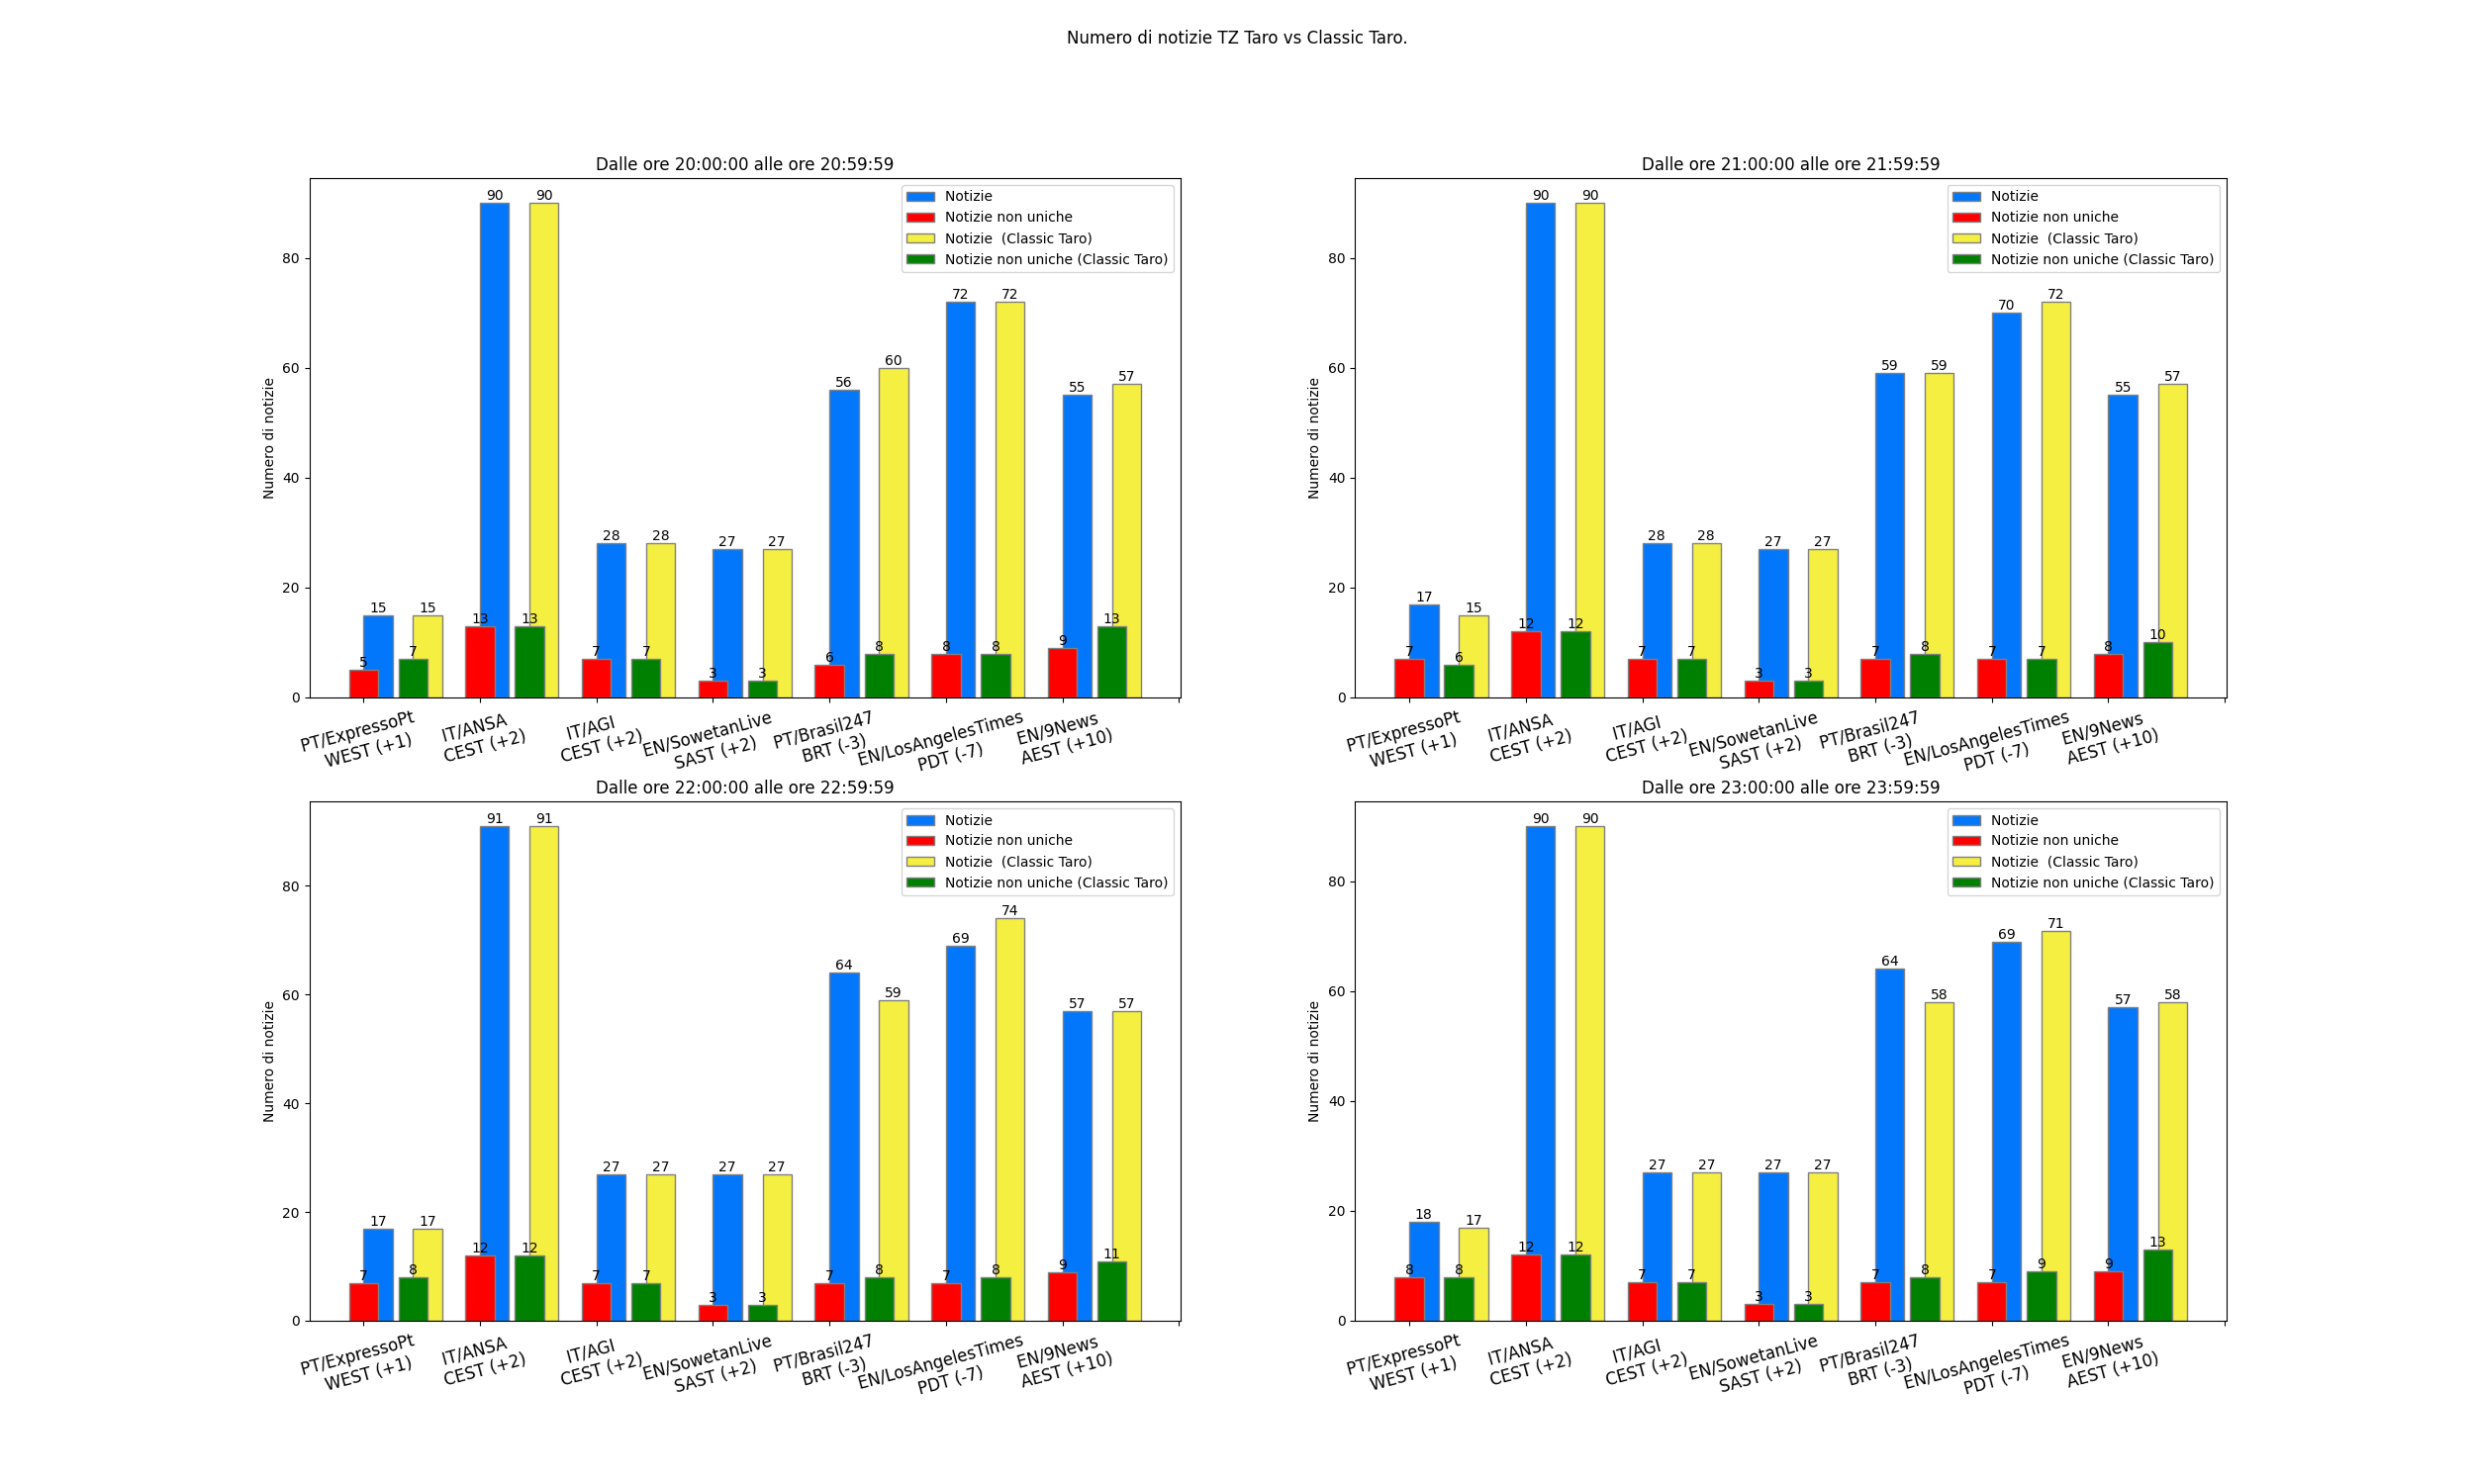 Numero di notizie TZ Taro vs Classic Taro.
Dalle ore 20:00:00 alle ore 20:59:59
Numero di notizie
80
60
40
20
0
Notizie
Notizie non uniche
Notizie  (Classic Taro)
Notizie non uniche (Classic Taro)
15 15 90 90 28 28 27 27 56 60 72 72 55 57
5 7 13 13 7 7 3 3 6 8 8 8 9 13
PT/ExpressoPt
WEST (+1)
IT/ANSA
CEST (+2)
IT/AGI
CEST (+2)
EN/SowetanLive
SAST (+2)
PT/Brasil247
BRT (-3)
EN/LosAngelesTimes
PDT (-7)
EN/9News
AEST (+10)
Dalle ore 21:00:00 alle ore 21:59:59
Numero di notizie
80
60
40
20
0
Notizie
Notizie non uniche
Notizie  (Classic Taro)
Notizie non uniche (Classic Taro)
17 15 90 90 28 28 27 27 59 59 70 72 55 57
7 6 12 12 7 7 3 3 7 8 7 7 8 10
PT/ExpressoPt
WEST (+1)
IT/ANSA
CEST (+2)
IT/AGI
CEST (+2)
EN/SowetanLive
SAST (+2)
PT/Brasil247
BRT (-3)
EN/LosAngelesTimes
PDT (-7)
EN/9News
AEST (+10)
Dalle ore 22:00:00 alle ore 22:59:59
Numero di notizie
80
60
40
20
0
Notizie
Notizie non uniche
Notizie  (Classic Taro)
Notizie non uniche (Classic Taro)
17 17 91 91 27 27 27 27 64 59 69 74 57 57
7 8 12 12 7 7 3 3 7 8 7 8 9 11
PT/ExpressoPt
WEST (+1)
IT/ANSA
CEST (+2)
IT/AGI
CEST (+2)
EN/SowetanLive
SAST (+2)
PT/Brasil247
BRT (-3)
EN/LosAngelesTimes
PDT (-7)
EN/9News
AEST (+10)
Dalle ore 23:00:00 alle ore 23:59:59
Numero di notizie
80
60
40
20
0
Notizie
Notizie non uniche
Notizie  (Classic Taro)
Notizie non uniche (Classic Taro)
18 17 90 90 27 27 27 27 64 58 69 71 57 58
8 8 12 12 7 7 3 3 7 8 7 9 9 13
PT/ExpressoPt
WEST (+1)
IT/ANSA
CEST (+2)
IT/AGI
CEST (+2)
EN/SowetanLive
SAST (+2)
PT/Brasil247
BRT (-3)
EN/LosAngelesTimes
PDT (-7)
EN/9News
AEST (+10)